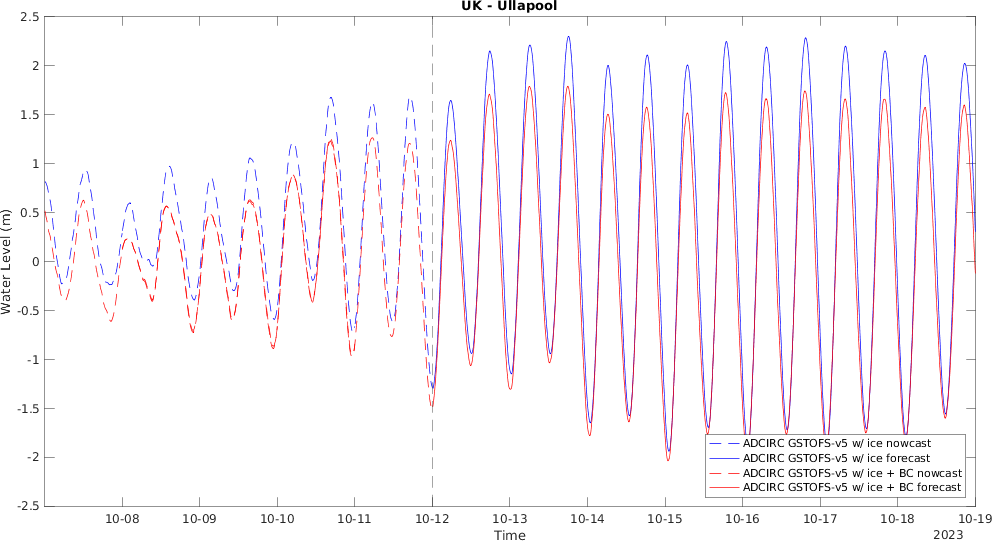 UK - Ullapool
2.5
2
1.5
1
0.5
0
-0.5
-1
-1.5
-2
-2.5
Water Level (m)
10-08 10-09 10-10 10-11 10-12 10-13 10-14 10-15 10-16 10-17 10-18 10-19
Time
2023
ADCIRC GSTOFS-v5 w/ ice nowcast
ADCIRC GSTOFS-v5 w/ ice forecast
ADCIRC GSTOFS-v5 w/ ice + BC nowcast
ADCIRC GSTOFS-v5 w/ ice + BC forecast